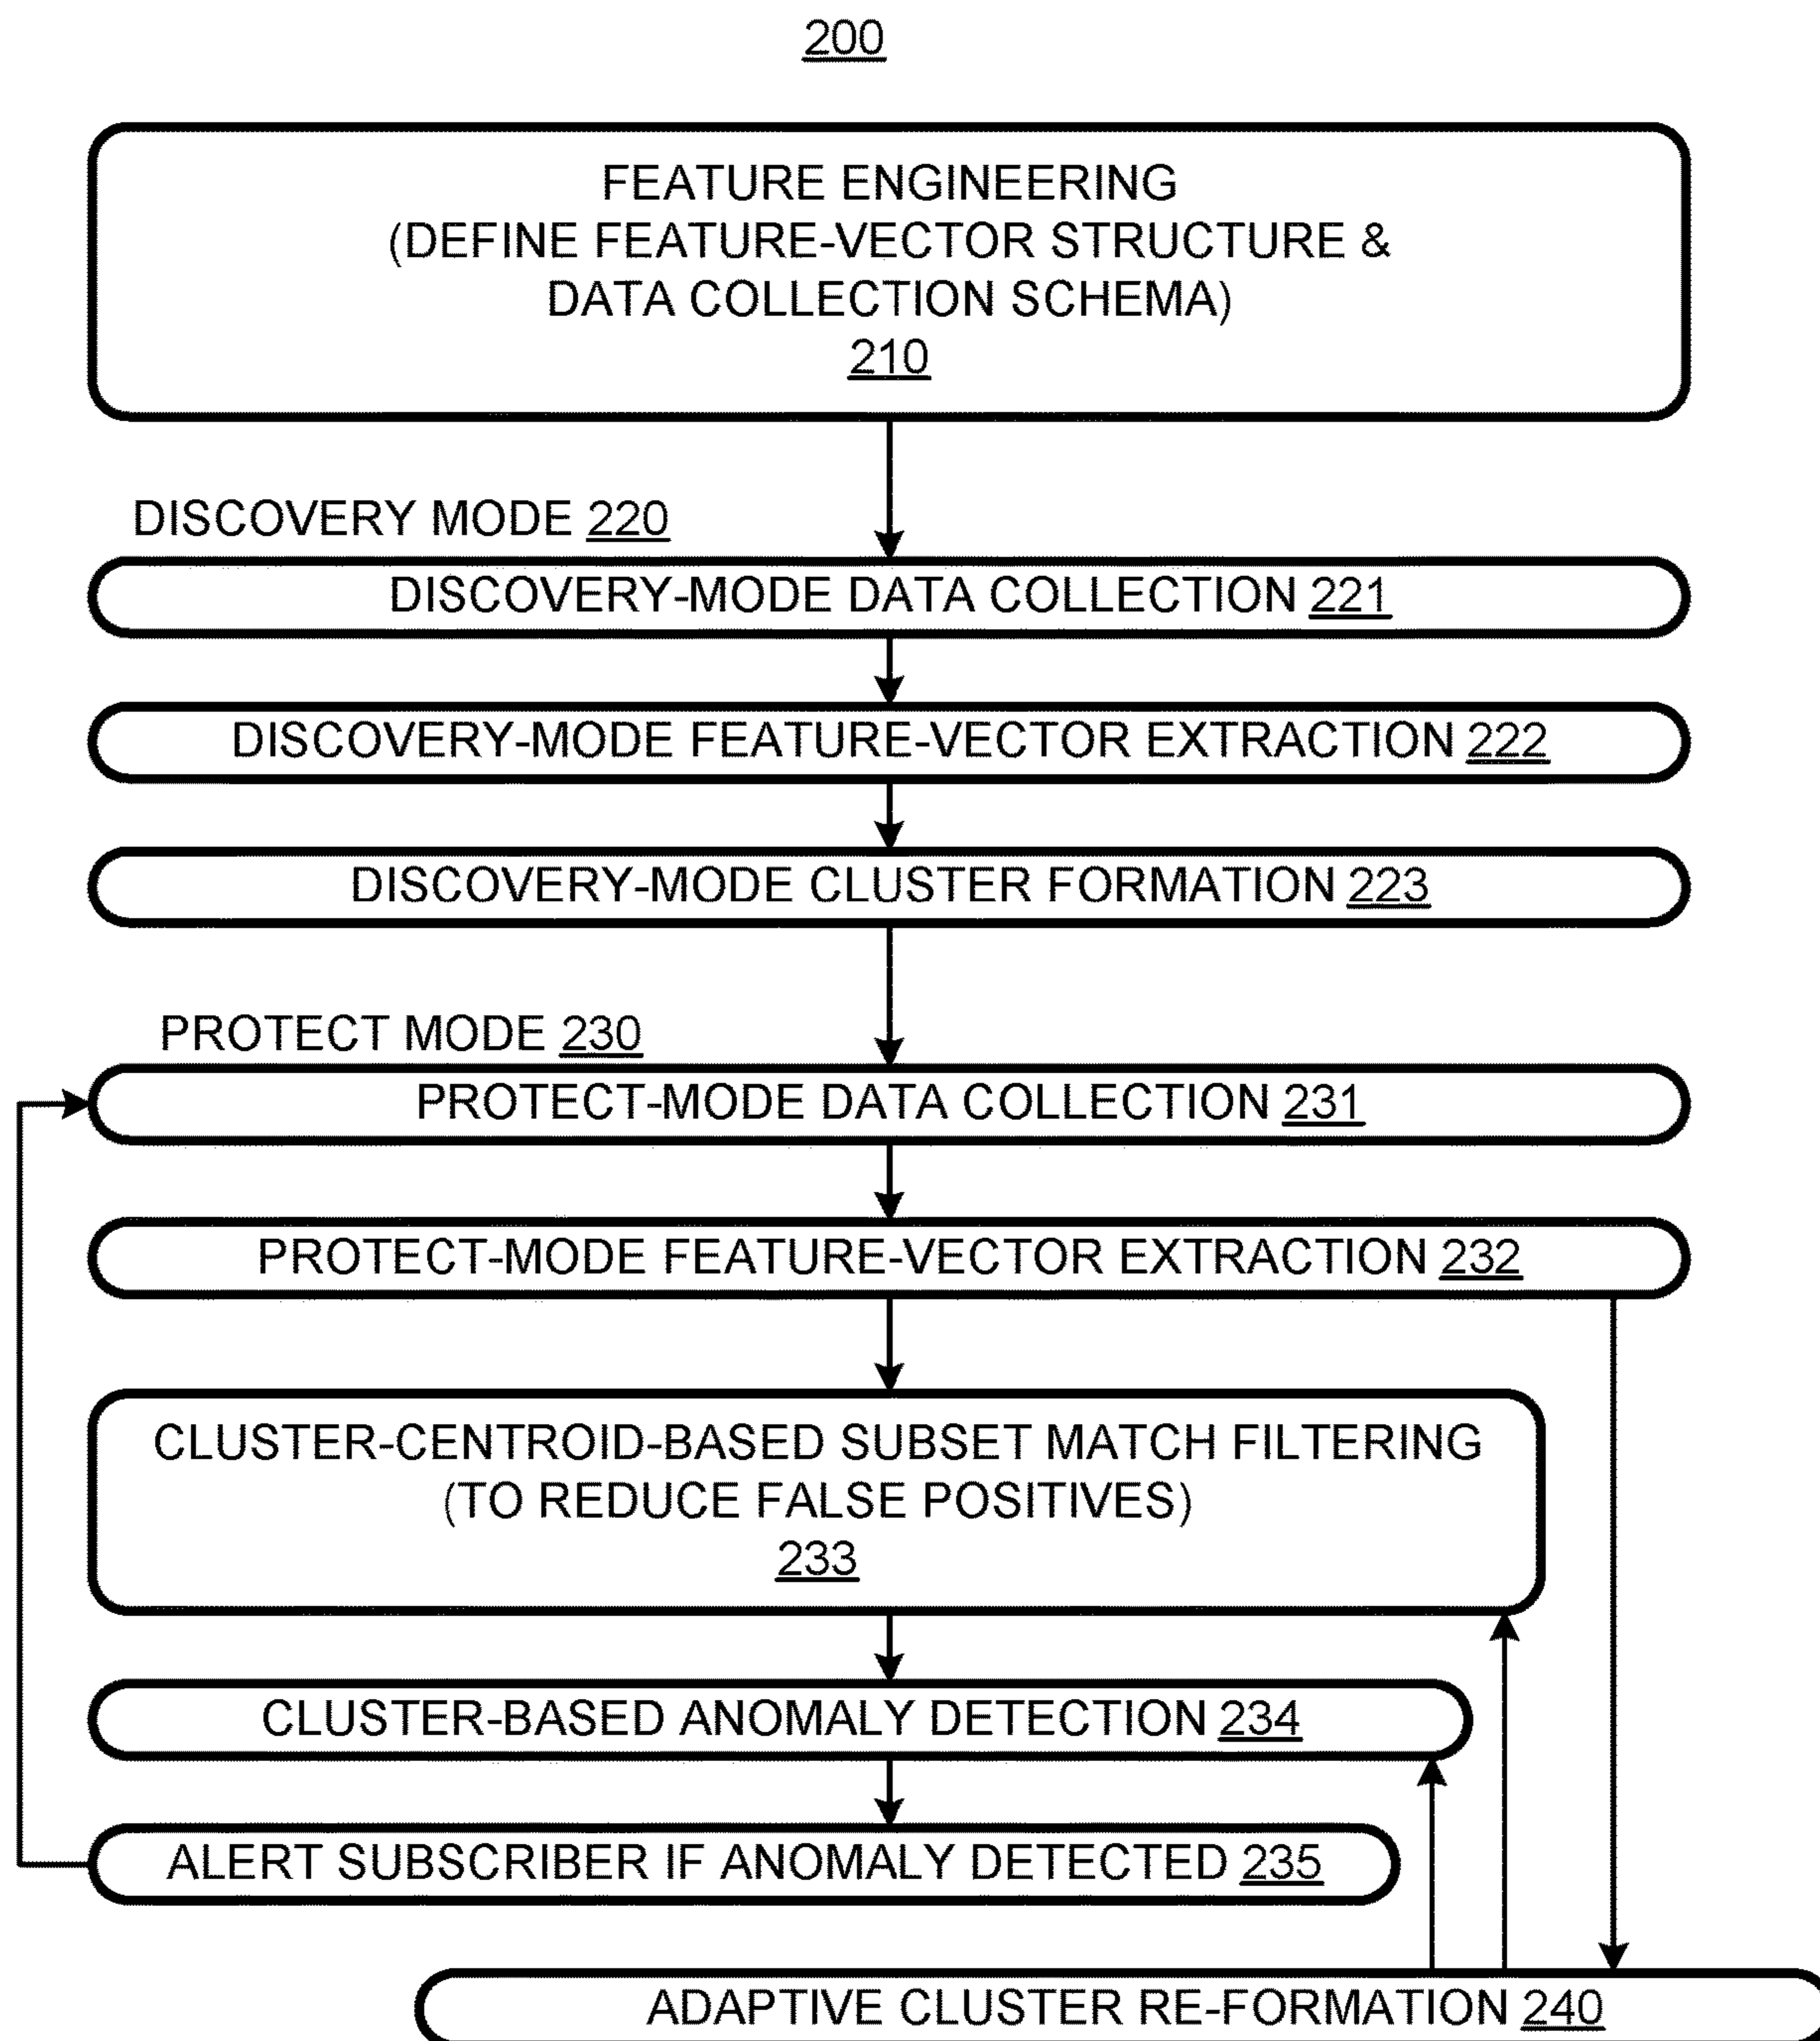 200
FEATURE ENGINEERING
(DEFINE FEATURE-VECTOR STRUCTURE &
DATA COLLECTION SCHEMA)
210
DISCOVERY MODE 220
DISCOVERY-MODE DATA COLLECTION 221
DISCOVERY-MODE FEATURE-VECTOR EXTRACTION 222
DISCOVERY-MODE CLUSTER FORMATION 223
PROTECT MODE 230
PROTECT-MODE DATA COLLECTION 231
PROTECT-MODE FEATURE-VECTOR EXTRACTION 232
CLUSTER-CENTROID-BASED SUBSET MATCH FILTERING
(TO REDUCE FALSE POSITIVES)
233
CLUSTER-BASED ANOMALY DETECTION 234
ALERT SUBSCRIBER IF ANOMALY DETECTED 235
ADAPTIVE CLUSTER RE-FORMATION 240